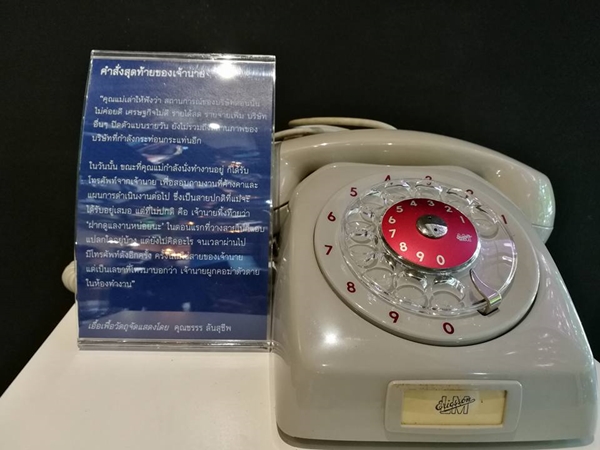 คำสั่งสุดท้ายของเจ้านาย
"คุณแม่เล่าให้ฟังว่า สถานการณ์ของบริษัทตอนนั้น
ไม่ค่อยดี เศรษฐกิจไม่ดี รายได้ลด รายจ่ายเพิ่ม บริษัท
อื่นๆ ปิดตัวแบบรายวัน ยังไม่รวมถึงสถานภาพของ
บริษัทที่กำลังกระท่อนกระแท่นอีก
ในวันนั้น ขณะที่คุณแม่กำลังนั่งทำงานอยู่ ก็ได้รับ
โทรศัพท์จากเจ้านาย เพื่อสอบถามงานที่ค้างคาและ
แผนการดำเนินงานต่อไป ซึ่งเป็นสายปกติที่แม่จะ
ได้รับอยู่เสมอ แต่ที่ไม่ปกติ คือ เจ้านายทิ้งท้ายว่า
"ฝากดูแลงานหน่อยนะ" ในตอนแรกที่วางสายก็
แปลกใจอยู่บ้าง แต่ยังไม่คิดอะไร จนเวลาผ่านไป
มีโทรศัพท์ดังอีกครั้ง ครั้งนี้ไม่ใช่สายของเจ้านาย
แต่เป็นเลขาที่โทรมาบอกว่า เจ้านายผูกคอฆ่าตัวตาย
ในห้องทำงาน"
เอื้อเฟื้อวัตถุจัดแสดงโดย คุณธรรร ลันสุชีพ
5 4 3 2 1
6 7 8 9 0
5 4 3 2 1
6 7 8 9 0
LM Ericsson